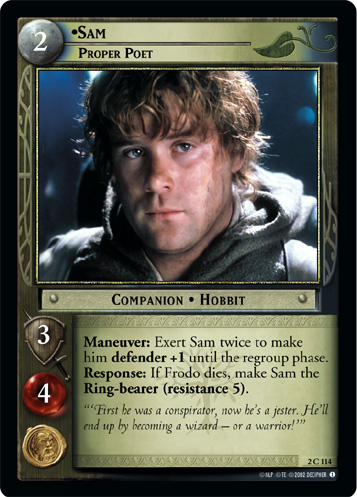 2
•Sam
Proper Poet
Companion • Hobbit
3
4
Maneuver: Exert Sam twice to make
him defender +1 until the regroup phase.
Response: If Frodo dies, make Sam the
Ring-bearer (resistance 5).
“‘First he was a conspirator, now he's a jester. He'll
end up by becoming a wizard — or a warrior!’”
2 C 114
©NLP ™TE ©2002 DECIPHER